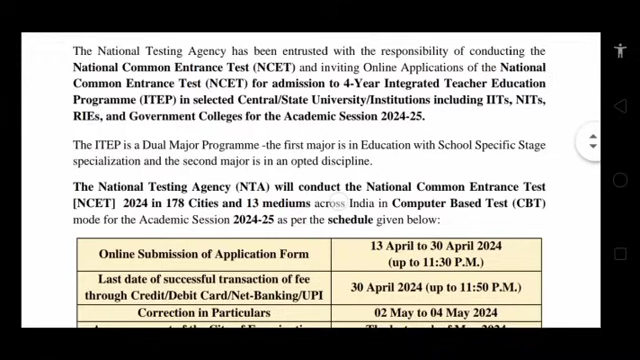 The National Testing Agency has been entrusted with the responsibility of conducting the
National Common Entrance Test (NCET) and inviting Online Applications of the National
Common Entrance Test (NCET) for admission to 4-Year Integrated Teacher Education
Programme (ITEP) in selected Central/State University/Institutions including IITs, NITs,
RIEs, and Government Colleges for the Academic Session 2024-25.
The ITEP is a Dual Major Programme -the first major is in Education with School Specific Stage
specialization and the second major is in an opted discipline.
The National Testing Agency (NTA) will conduct the National Common Entrance Test
[NCET] 2024 in 178 Cities and 13 mediums across India in Computer Based Test (CBT)
mode for the Academic Session 2024-25 as per the schedule given below:
Online Submission of Application Form
13 April to 30 April 2024
(up to 11:30 P.M.)
Last date of successful transaction of fee
through Credit/Debit Card/Net-Banking/UPI
30 April 2024 (up to 11:50 P.M.)
Correction in Particulars
02 May to 04 May 2024